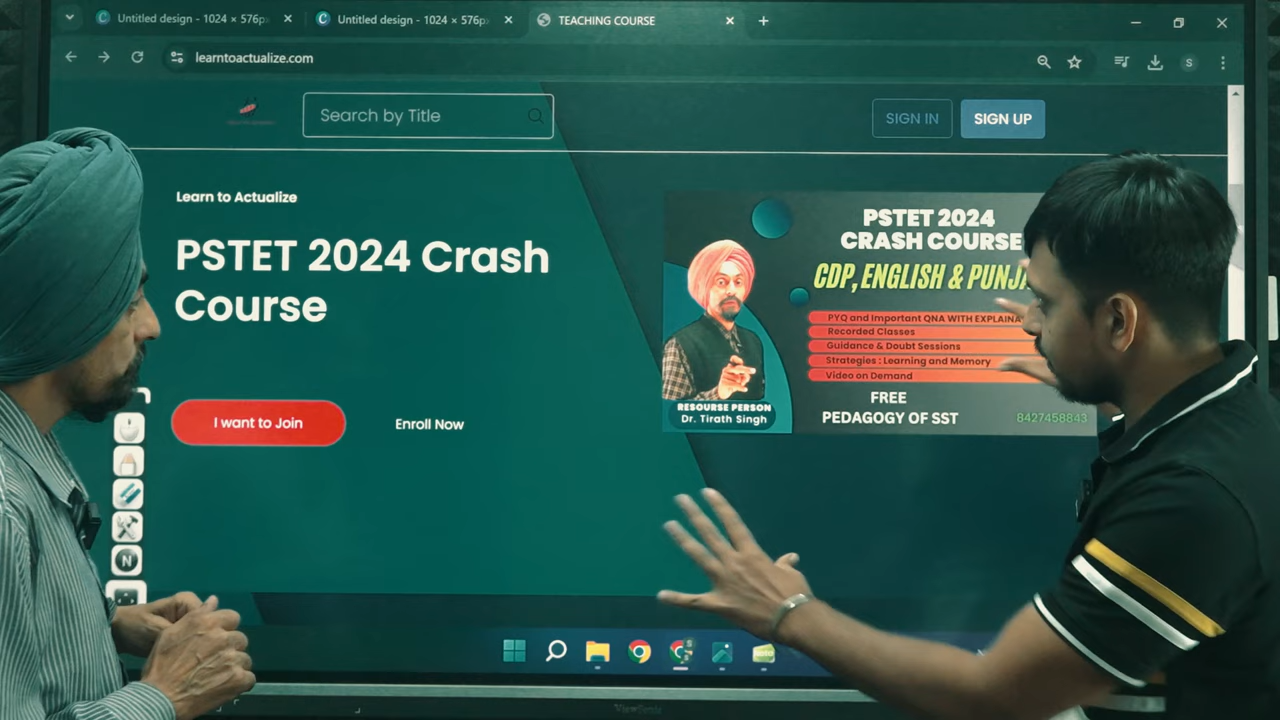 Untitled design - 1024 × 576p
Untitled design - 1024 × 576p
TEACHING COURSE
learntoactualize.com
S
Search by Title
SIGN IN
SIGN UP
Learn to Actualize
PSTET 2024 Crash
Course
I want to Join
Enroll Now
PSTET 2024
CRASH COURSE
CDP, ENGLISH & PUNJA
PYQ and Important QNA WITH EXPLAINA
Recorded Classes
Guidance & Doubt Sessions
Strategies : Learning and Memory
Video on Demand
FREE
PEDAGOGY OF SST
8427458843
RESOURSE PERSON
Dr. Tirath Singh
N
ViewSonic